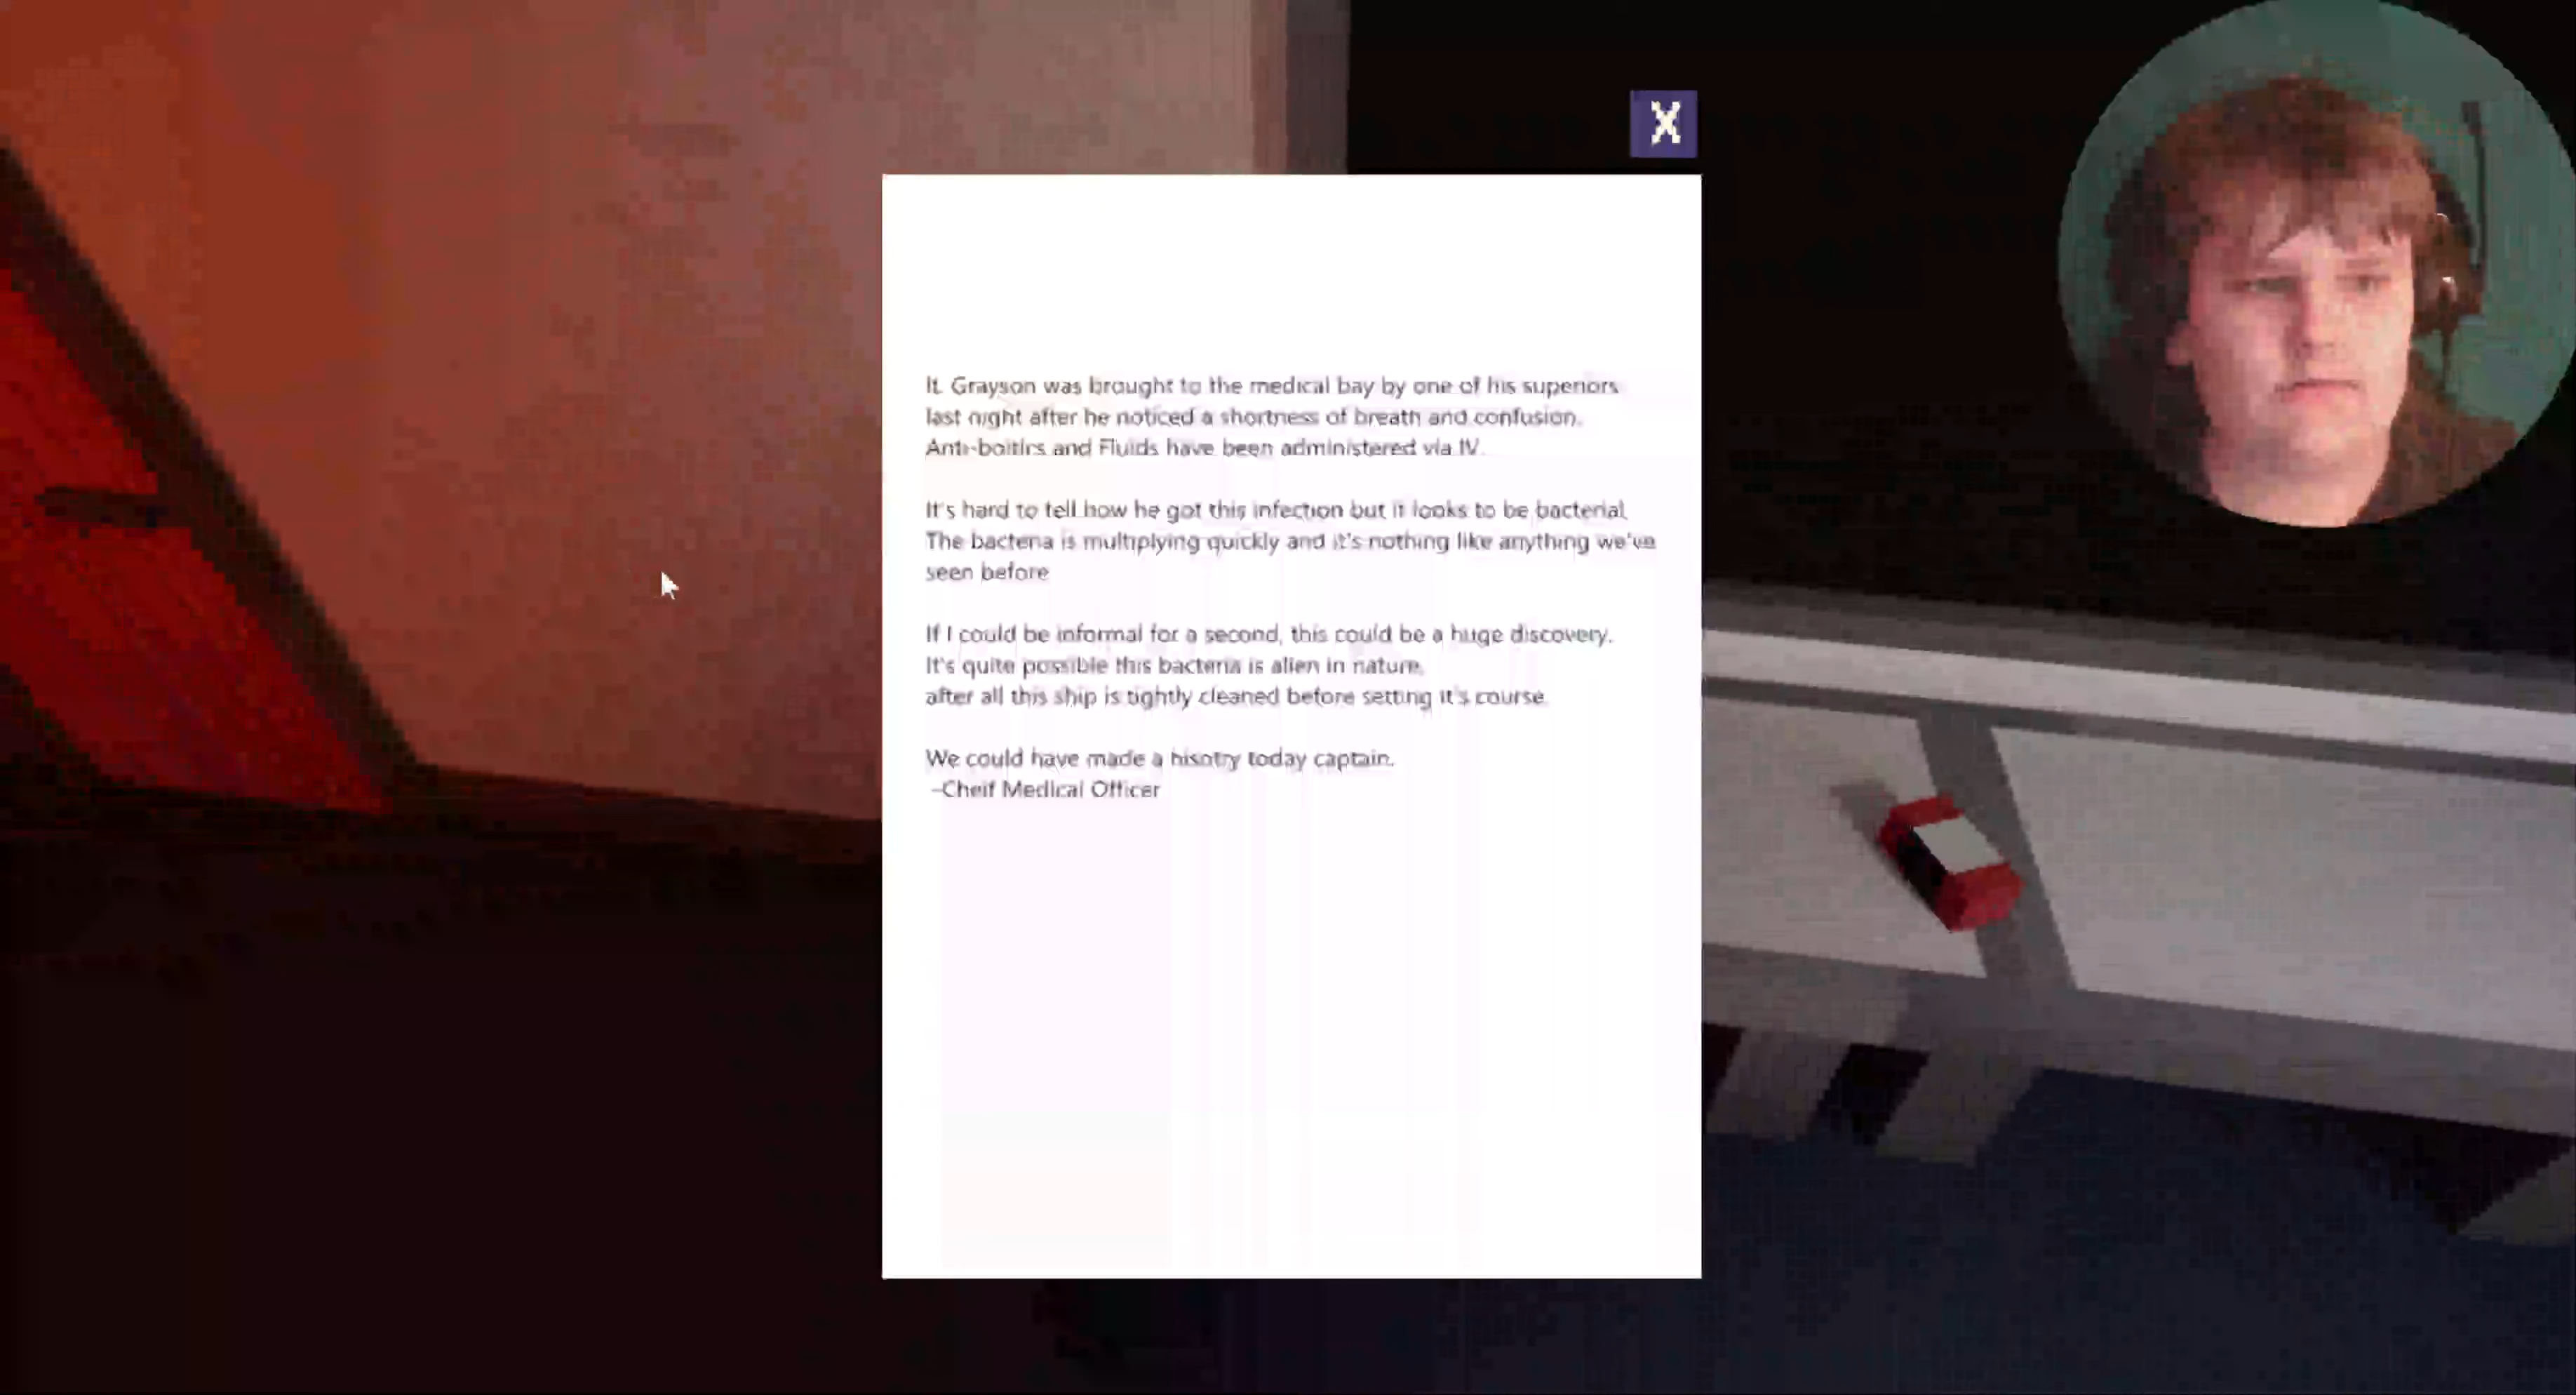 X
lt. Grayson was brought to the medical bay by one of his superiors
last night after he noticed a shortness of breath and confusion.
Anti-boitirs and Fluids have been administered via IV.
It's hard to tell how he got this infection but it looks to be bacterial.
The bacteria is multiplying quickly and it's nothing like anything we've
seen before
If I could be informal for a second, this could be a huge discovery.
It's quite possible this bacteria is alien in nature,
after all this ship is tightly cleaned before setting it's course.
We could have made a hisotry today captain.
-Cheif Medical Officer